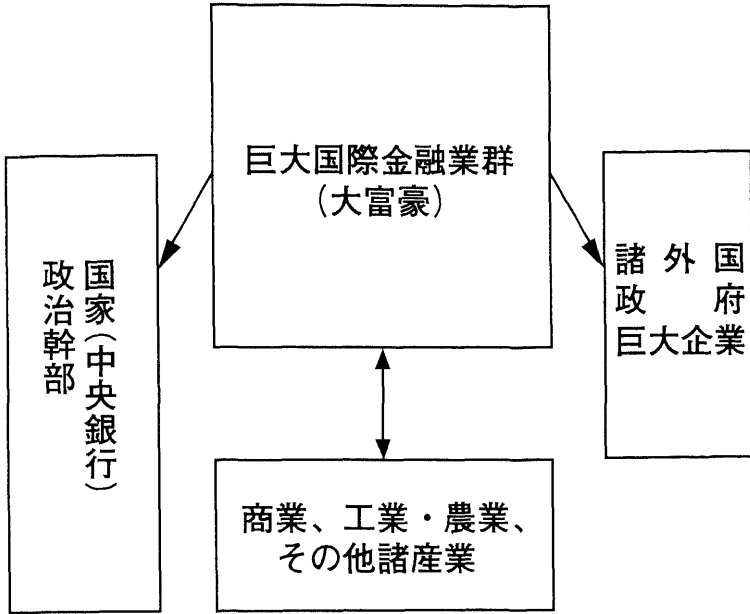 巨大国際金融業群
（大富豪）
国家（中央銀行）
政治幹部
諸外国
政府
巨大企業
商業、工業・農業、
その他諸産業